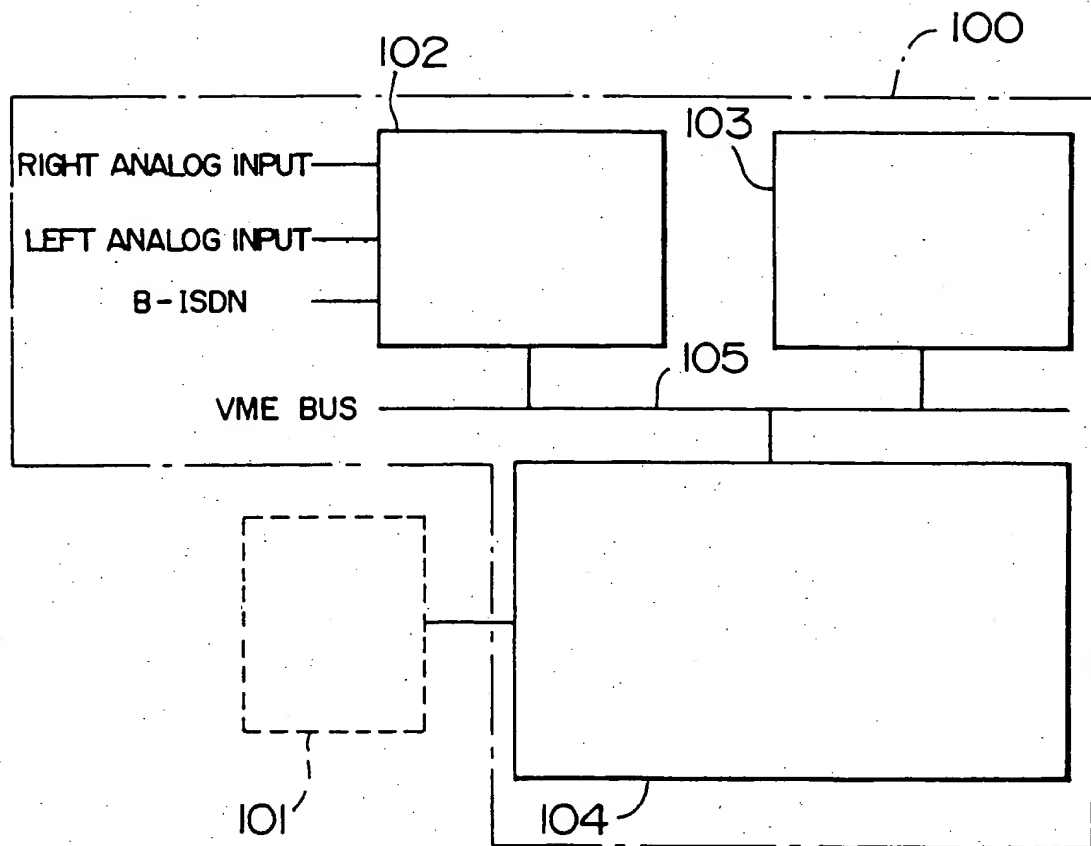 100
102
103
RIGHT ANALOG INPUT
LEFT ANALOG INPUT
B-ISDN
105
VME BUS
101
104